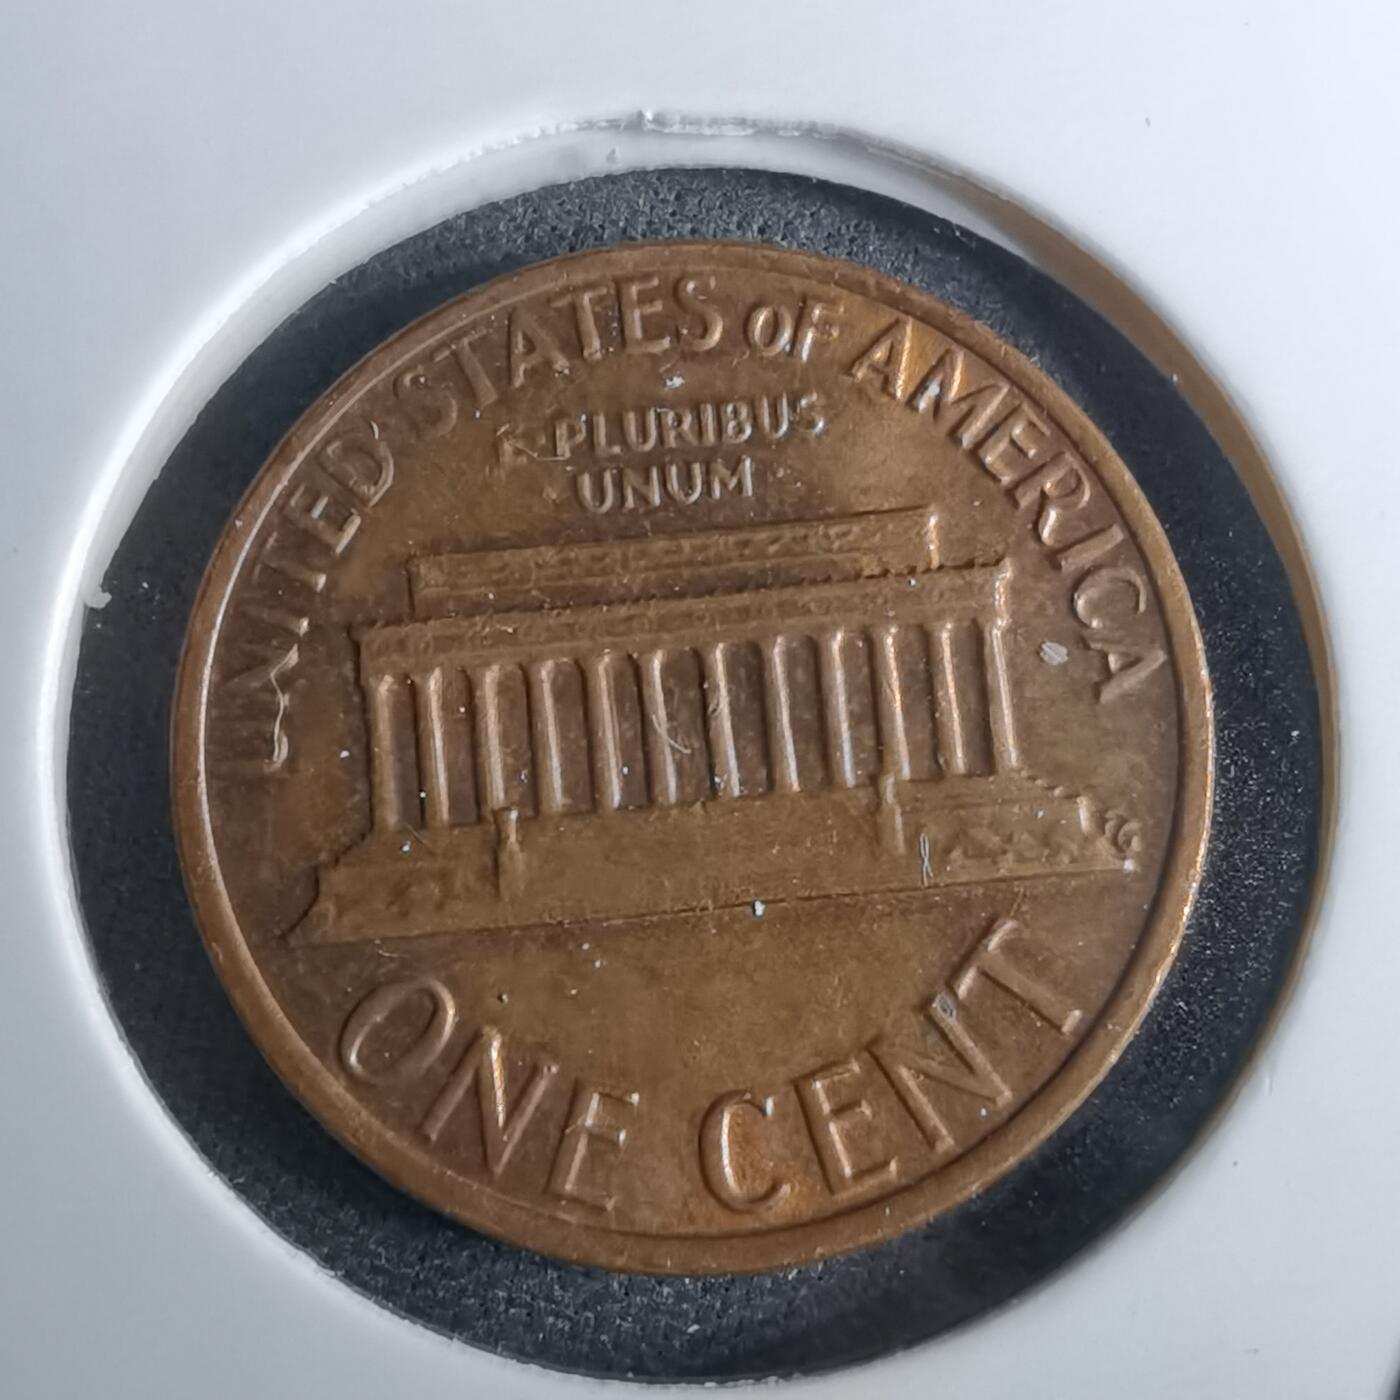 UNITED STATES OF AMERICA
E·PLURIBUS
UNUM
ONE CENT